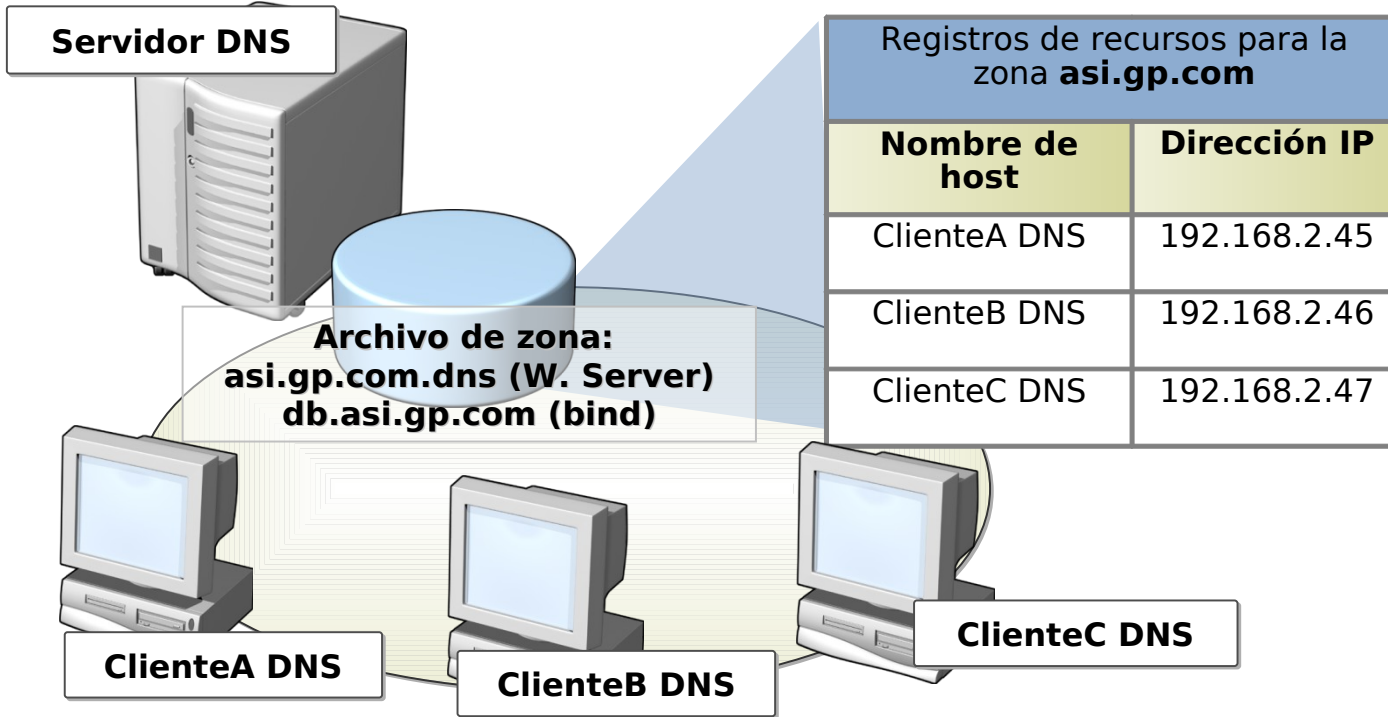 Servidor DNS
Registros de recursos para la
zona asi.gp.com
Nombre de
host
Dirección IP
ClienteA DNS
192.168.2.45
ClienteB DNS
192.168.2.46
ClienteC DNS
192.168.2.47
Archivo de zona:
asi.gp.com.dns (W. Server)
db.asi.gp.com (bind)
ClienteA DNS
ClienteB DNS
ClienteC DNS